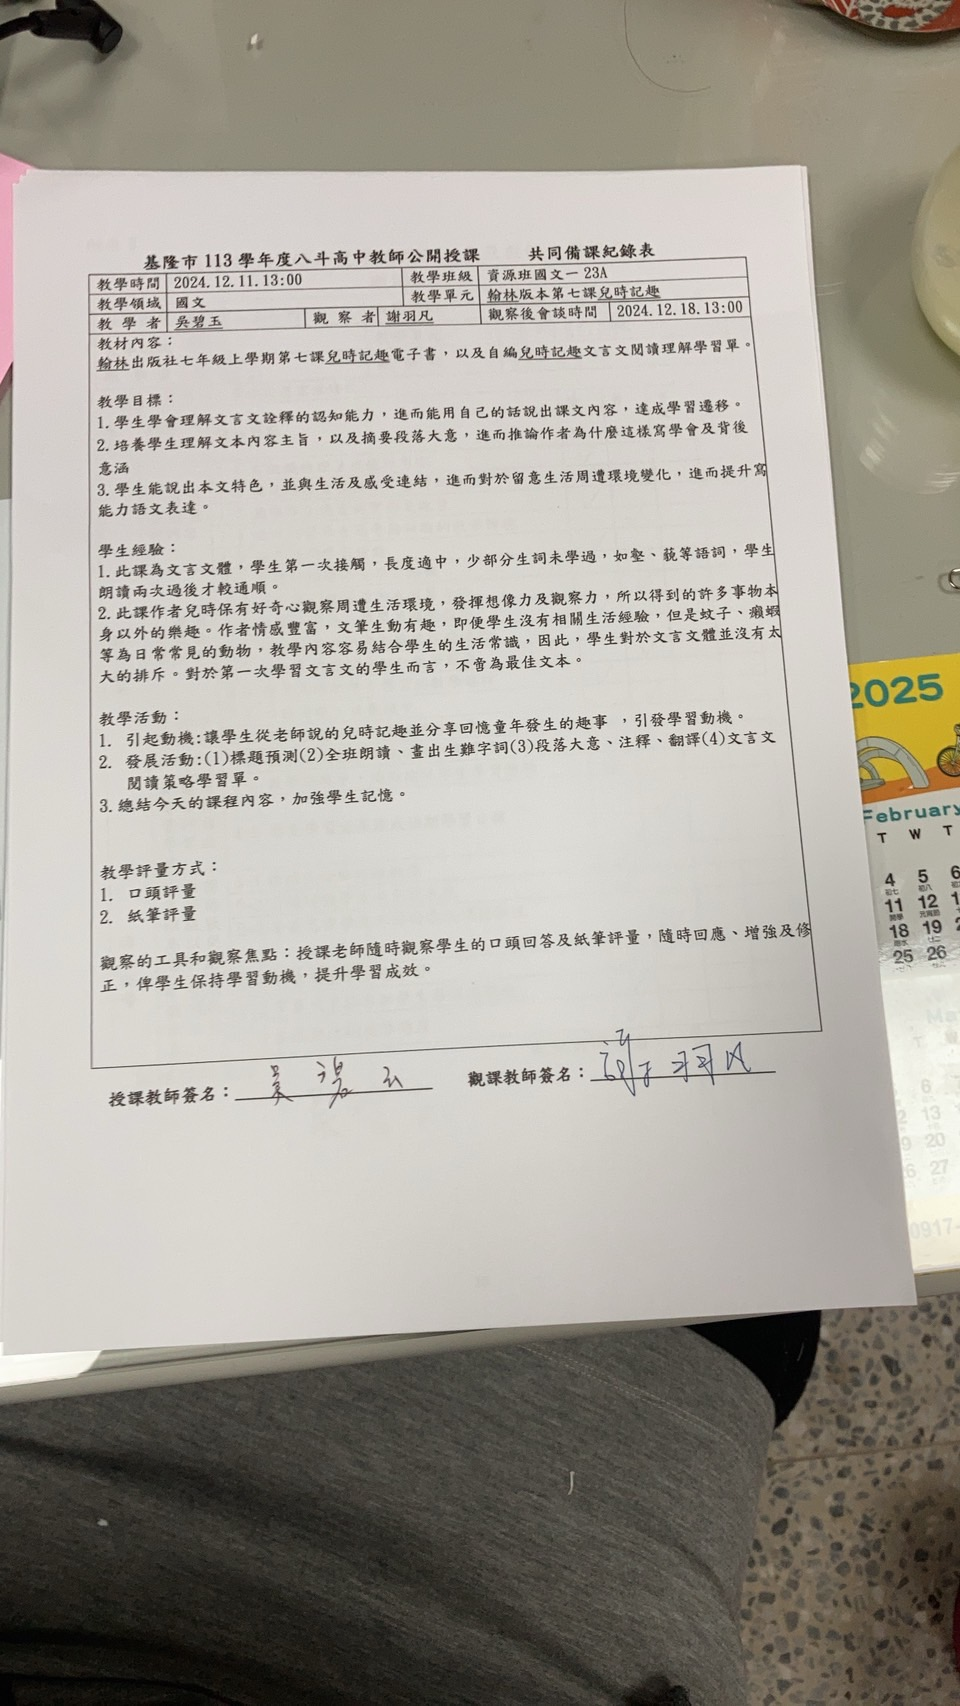 基隆市 113 學年度八斗高中教師公開授課 共同備課紀錄表
教學時間 2024.12.11.13:00 教學班級 資源班國文一 23A
教學領域 國文 教學單元 翰林版本第七課兒時記趣
教 學 者 吳碧玉 觀 察 者 謝羽凡 觀察後會談時間 2024.12.18.13:00
教材內容：
翰林出版社七年級上學期第七課兒時記趣電子書，以及自編兒時記趣文言文閱讀理解學習單。
教學目標：
1.學生學會理解文言文詮釋的認知能力，進而能用自己的話說出課文內容，達成學習遷移。
2.培養學生理解文本內容主旨，以及摘要段落大意，進而推論作者為什麼這樣寫學會及背後
意涵
3.學生能說出本文特色，並與生活及感受連結，進而對於留意生活周遭環境變化，進而提升寫
能力語文表達。
學生經驗：
1.此課為文言文體，學生第一次接觸，長度適中，少部分生詞未學過，如壑、藐等語詞，學生
朗讀兩次過後才較通順。
2.此課作者兒時保有好奇心觀察周遭生活環境，發揮想像力及觀察力，所以得到的許多事物本
身以外的樂趣。作者情感豐富，文筆生動有趣，即便學生沒有相關生活經驗，但是蚊子、癩蝦
等為日常常見的動物，教學內容容易結合學生的生活常識，因此，學生對於文言文體並沒有太
大的排斥。對於第一次學習文言文的學生而言，不啻為最佳文本。
教學活動：
1. 引起動機:讓學生從老師說的兒時記趣並分享回憶童年發生的趣事 ，引發學習動機。
2. 發展活動:(1)標題預測(2)全班朗讀、畫出生難字詞(3)段落大意、注釋、翻譯(4)文言文
閱讀策略學習單。
3.總結今天的課程內容，加強學生記憶。
教學評量方式：
1. 口頭評量
2. 紙筆評量
觀察的工具和觀察焦點：授課老師隨時觀察學生的口頭回答及紙筆評量，隨時回應、增強及修
正，俾學生保持學習動機，提升學習成效。
授課教師簽名：吳碧玉 觀課教師簽名：謝羽凡
2025
February
T W T
4 5 6
初七 初八
11 12
開學 元宵節
18 19
雨水 廿二
25 26
T W
6
13
20
27
0917-